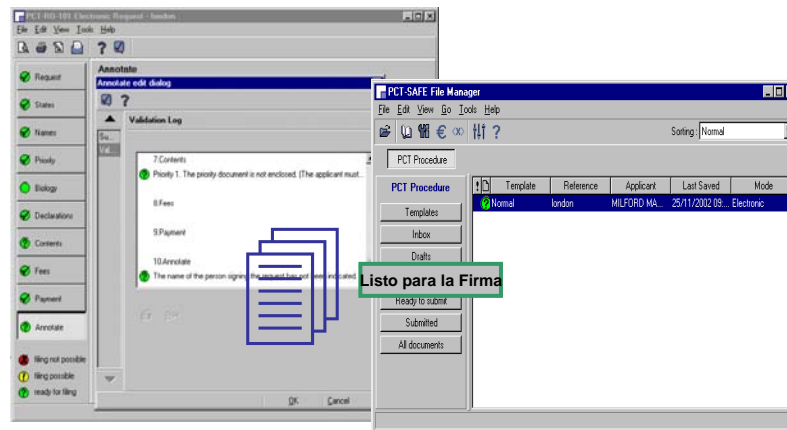 PCT-RO-101 Electronic Request - london
File Edit View Tools Help
Request
States
Names
Priority
Biology
Declarations
Contents
Fees
Payment
Annotate
filing not possible
filing possible
ready for filing
Annotate
Annotate edit dialog
Validation Log
Su...
Val...
7.Contents
Priority 1. The priority document is not enclosed. (The applicant must...
8.Fees
9.Payment
10.Annotate
The name of the person signing the request has not been indicated.
OK Cancel
PCT-SAFE File Manager
File Edit View Go Tools Help
Sorting: Normal
PCT Procedure
PCT Procedure
Templates
Inbox
Drafts
Listo para la Firma
Ready to submit
Submitted
All documents
Template Reference Applicant Last Saved Mode
Normal london MILFORD MA... 25/11/2002 09:... Electronic